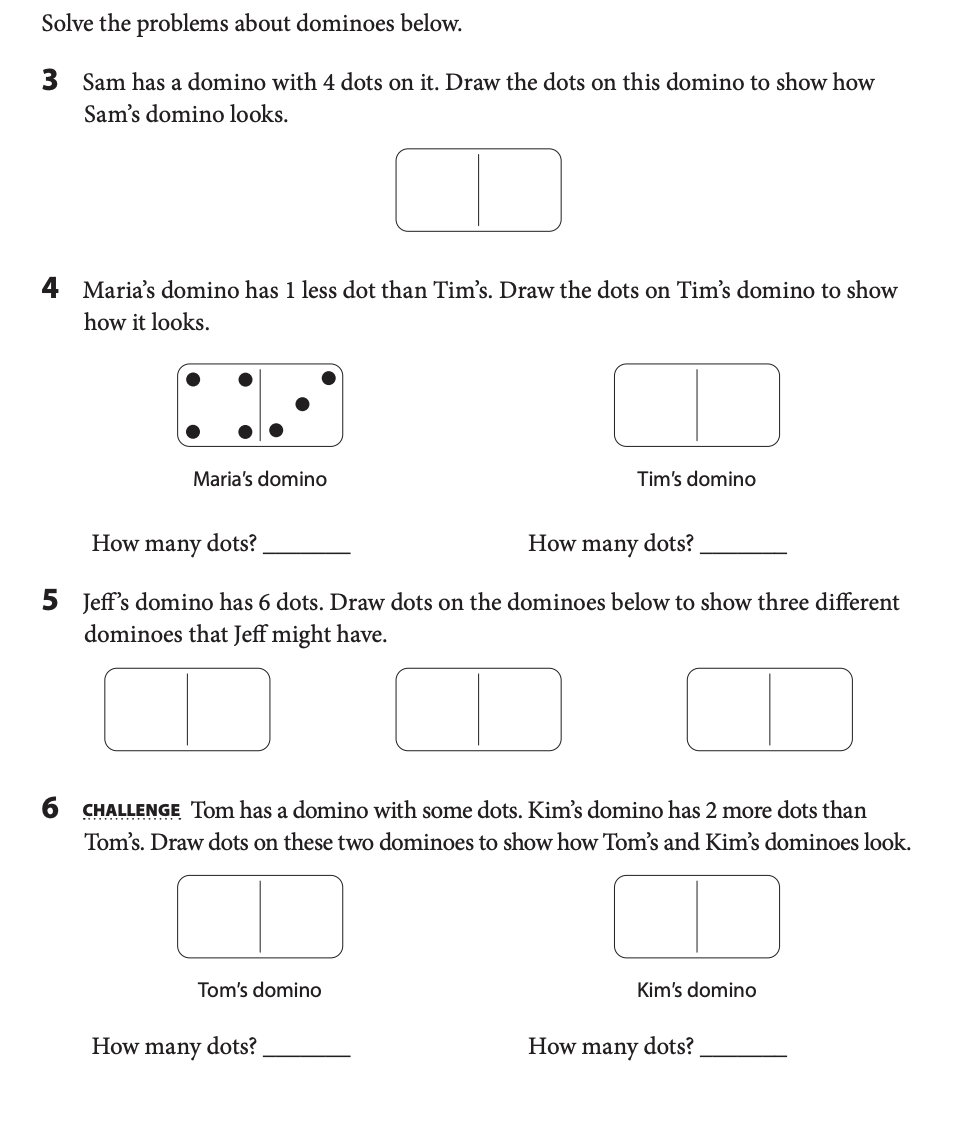 Solve the problems about dominoes below.
3 Sam has a domino with 4 dots on it. Draw the dots on this domino to show how
Sam’s domino looks.
4 Maria’s domino has 1 less dot than Tim’s. Draw the dots on Tim’s domino to show
how it looks.
Maria’s domino
Tim’s domino
How many dots? _______
How many dots? _______
5 Jeff’s domino has 6 dots. Draw dots on the dominoes below to show three different
dominoes that Jeff might have.
6 CHALLENGE Tom has a domino with some dots. Kim’s domino has 2 more dots than
Tom’s. Draw dots on these two dominoes to show how Tom’s and Kim’s dominoes look.
Tom’s domino
Kim’s domino
How many dots? _______
How many dots? _______